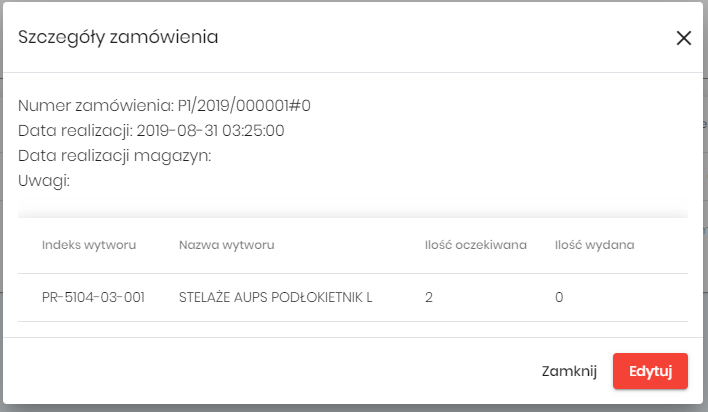 Szczegóły zamówienia
Numer zamówienia: P1/2019/000001#0
Data realizacji: 2019-08-31 03:25:00
Data realizacji magazyn:
Uwagi:
Indeks wytworu Nazwa wytworu Ilość oczekiwana Ilość wydana
PR-5104-03-001 STELAŻE AUPS PODŁOKIETNIK L 2 0
Zamknij Edytuj